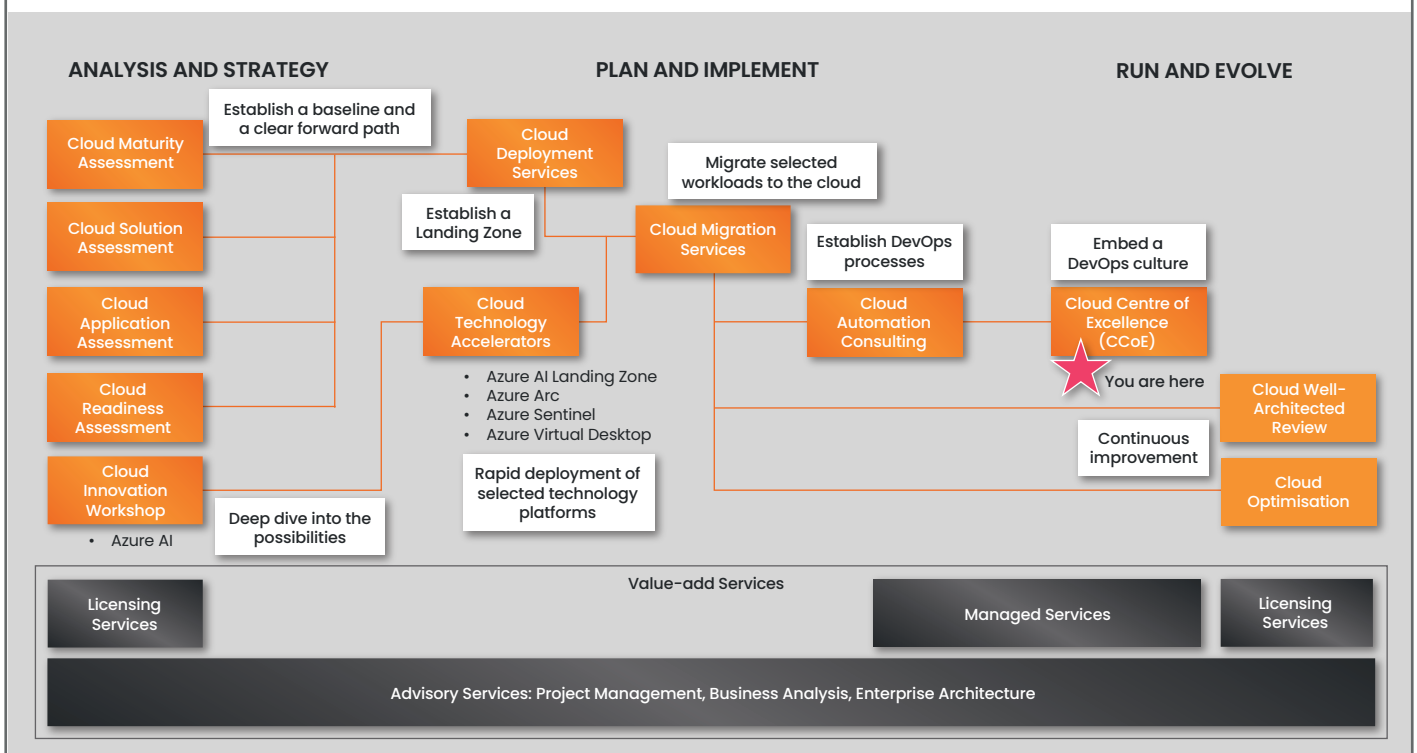 ANALYSIS AND STRATEGY
PLAN AND IMPLEMENT
RUN AND EVOLVE
Establish a baseline and
a clear forward path
Cloud Maturity
Assessment
Cloud Solution
Assessment
Cloud
Application
Assessment
Cloud
Readiness
Assessment
Cloud
Innovation
Workshop
• Azure AI
Deep dive into the
possibilities
Cloud
Deployment
Services
Establish a
Landing Zone
Cloud
Technology
Accelerators
• Azure AI Landing Zone
• Azure Arc
• Azure Sentinel
• Azure Virtual Desktop
Rapid deployment of
selected technology
platforms
Migrate selected
workloads to the cloud
Cloud Migration
Services
Establish DevOps
processes
Cloud
Automation
Consulting
Embed a
DevOps culture
Cloud Centre of
Excellence
(CCoE)
You are here
Cloud Well-
Architected
Review
Continuous
improvement
Cloud
Optimisation
Value-add Services
Licensing
Services
Managed Services
Licensing
Services
Advisory Services: Project Management, Business Analysis, Enterprise Architecture